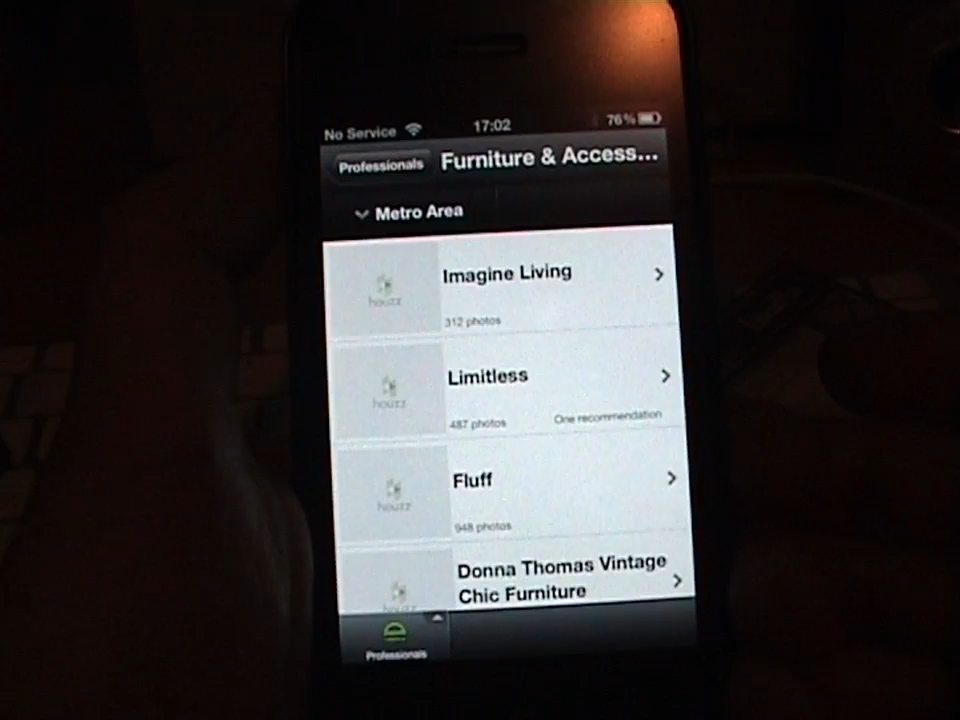 No Service 17:02 76%
Professionals Furniture & Access...
Metro Area
houzz
Imagine Living
312 photos
houzz
Limitless
487 photos One recommendation
houzz
Fluff
948 photos
houzz
Donna Thomas Vintage
Chic Furniture
Professionals